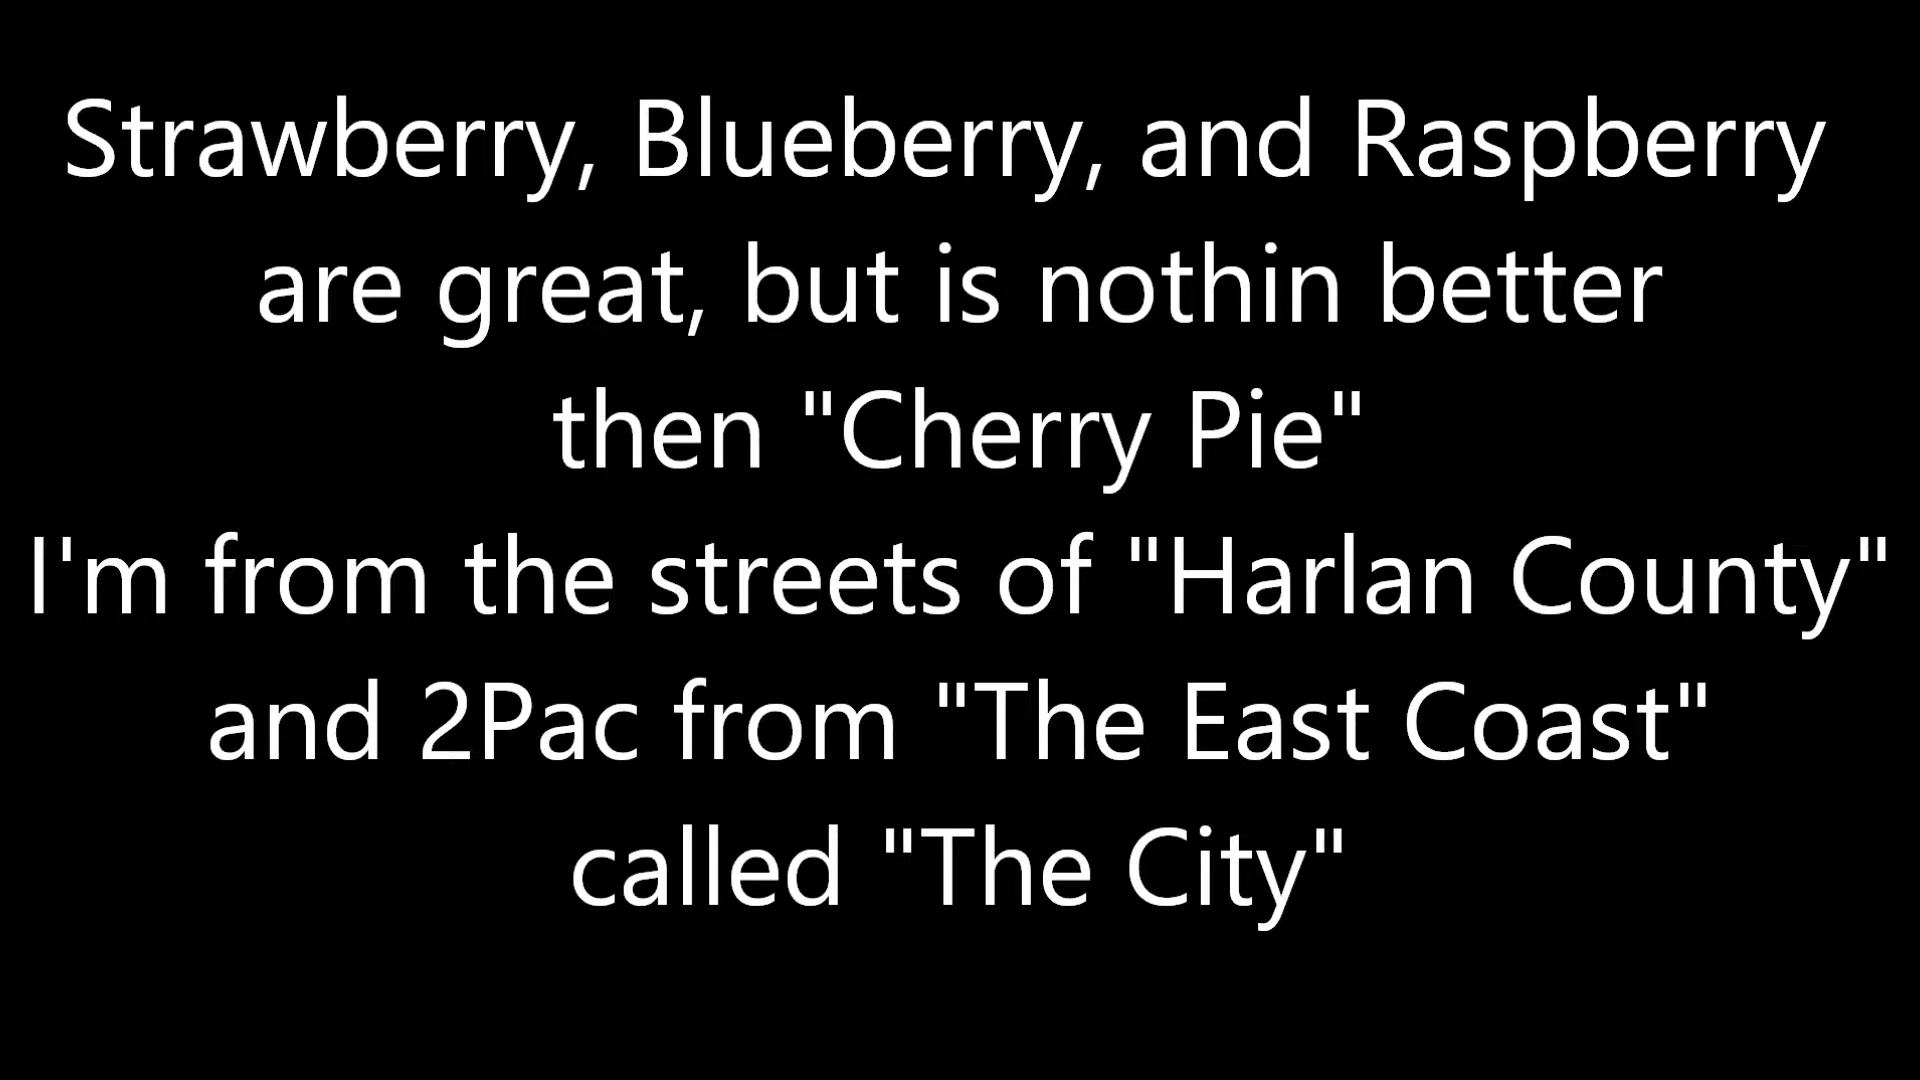 Strawberry, Blueberry, and Raspberry
are great, but is nothin better
then "Cherry Pie"
I'm from the streets of "Harlan County"
and 2Pac from "The East Coast"
called "The City"